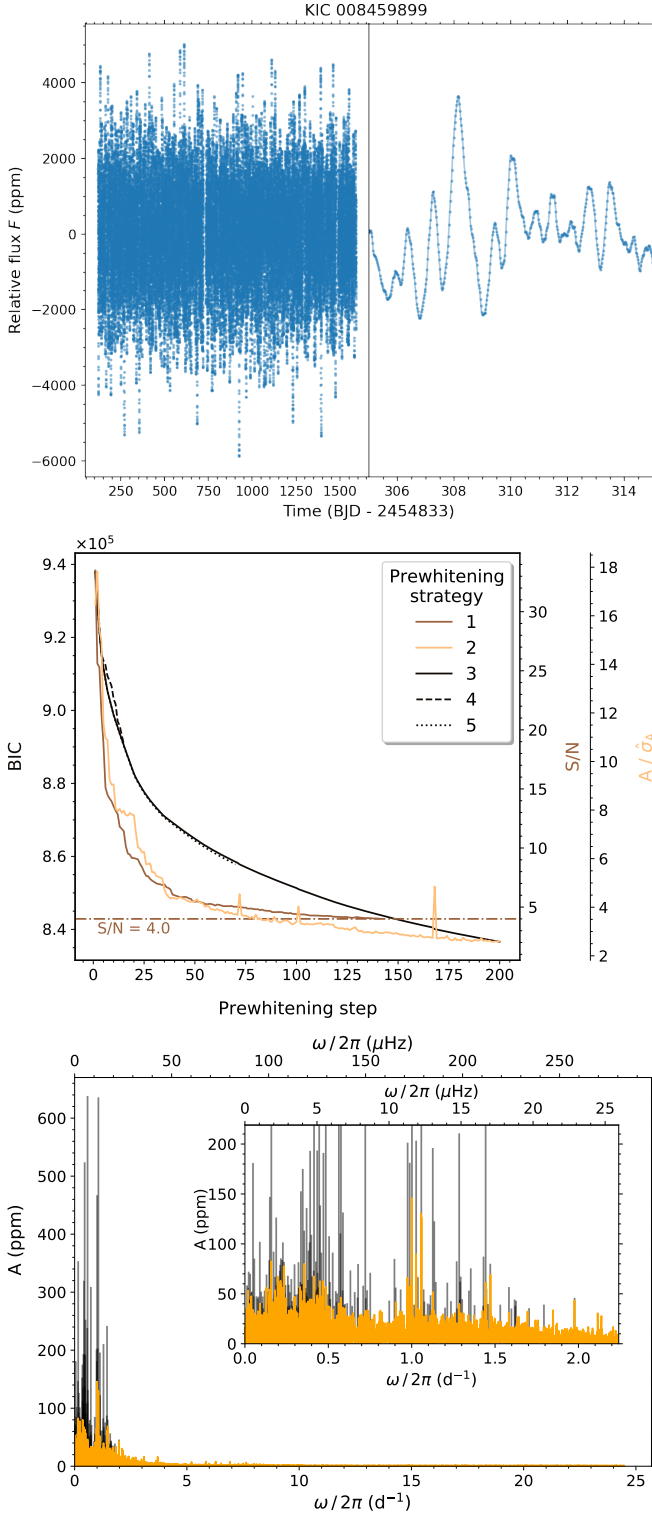 KIC 008459899
Relative flux F (ppm)
4000
2000
0
−2000
−4000
−6000
250 500 750 1000 1250 1500 306 308 310 312 314
Time (BJD - 2454833)
×10⁵
9.4
9.2
9.0
8.8
8.6
8.4
BIC
Prewhitening
strategy
1
2
3
4
5
30
25
20
15
10
5
S/N
18
16
14
12
10
8
6
4
2
A / σ̂
S/N = 4.0
0 25 50 75 100 125 150 175 200
Prewhitening step
ω / 2π (μHz)
0 50 100 150 200 250
600
500
400
300
200
100
0
A (ppm)
ω / 2π (μHz)
0 5 10 15 20 25
200
150
100
50
0
A (ppm)
0.0 0.5 1.0 1.5 2.0
ω / 2π (d⁻¹)
0 5 10 15 20 25
ω / 2π (d⁻¹)